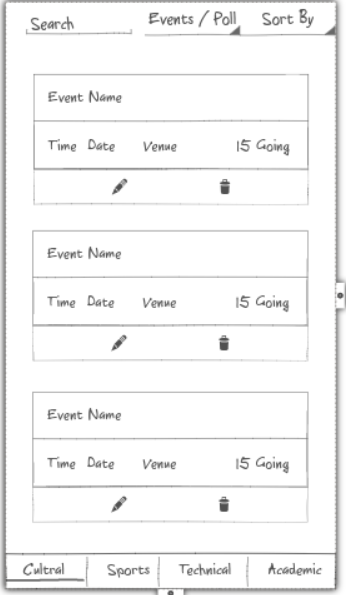 Search Events / Poll Sort By
Event Name
Time Date Venue 15 Going
Event Name
Time Date Venue 15 Going
Event Name
Time Date Venue 15 Going
Cultral Sports Technical Academic